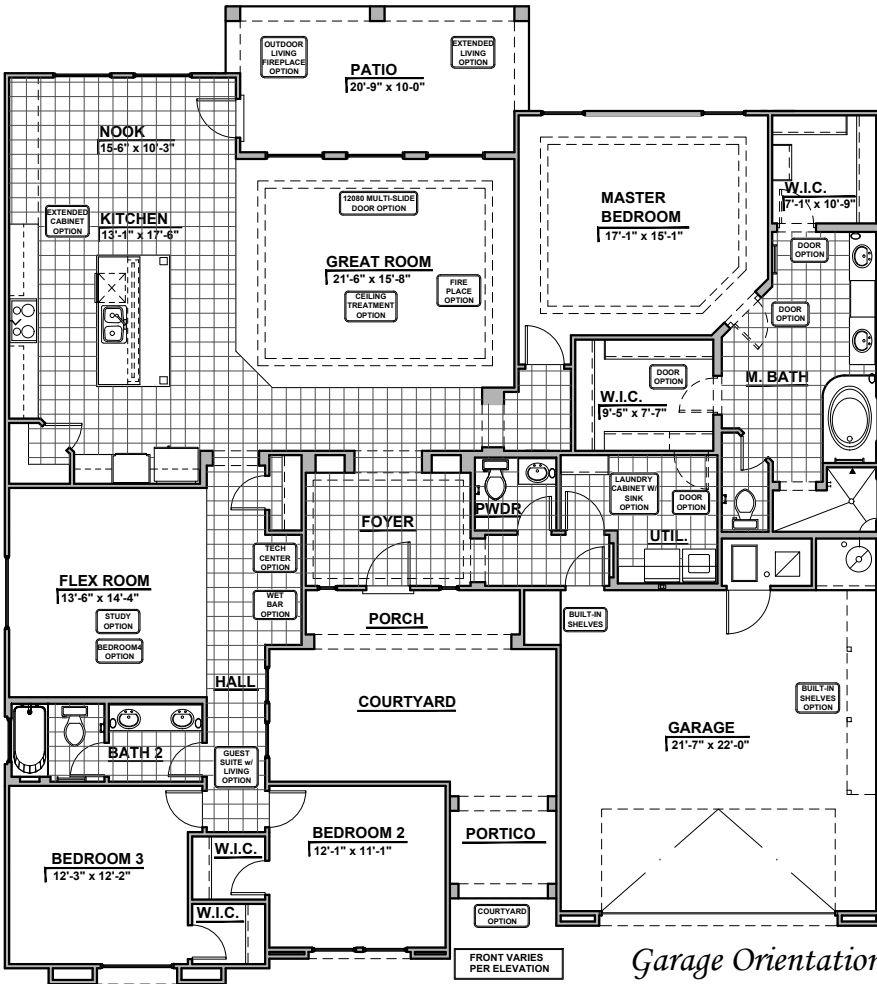 OUTDOOR
LIVING
FIREPLACE
OPTION
EXTENDED
LIVING
OPTION
PATIO
20'-9" x 10-0"
NOOK
15-6" x 10'-3"
W.I.C.
7'-1" x 10'-9"
EXTENDED
CABINET
OPTION
KITCHEN
13'-1" x 17'-6"
12080 MULTI-SLIDE
DOOR OPTION
MASTER
BEDROOM
17'-1" x 15'-1"
DOOR
OPTION
GREAT ROOM
21'-6" x 15'-8"
CEILING
TREATMENT
OPTION
FIRE
PLACE
OPTION
DOOR
OPTION
M. BATH
DOOR
OPTION
W.I.C.
9'-5" x 7'-7"
LAUNDRY
CABINET W/
SINK
OPTION
DOOR
OPTION
PWDR
FOYER
UTIL.
TECH
CENTER
OPTION
FLEX ROOM
13'-6" x 14'-4"
STUDY
OPTION
BEDROOM4
OPTION
WET
BAR
OPTION
PORCH
BUILT-IN
SHELVES
HALL
COURTYARD
BUILT-IN
SHELVES
OPTION
GARAGE
21'-7" x 22'-0"
BATH 2
GUEST
SUITE w/
LIVING
OPTION
BEDROOM 2
12'-1" x 11'-1"
PORTICO
BEDROOM 3
12'-3" x 12'-2"
W.I.C.
W.I.C.
COURTYARD
OPTION
FRONT VARIES
PER ELEVATION
Garage Orientation